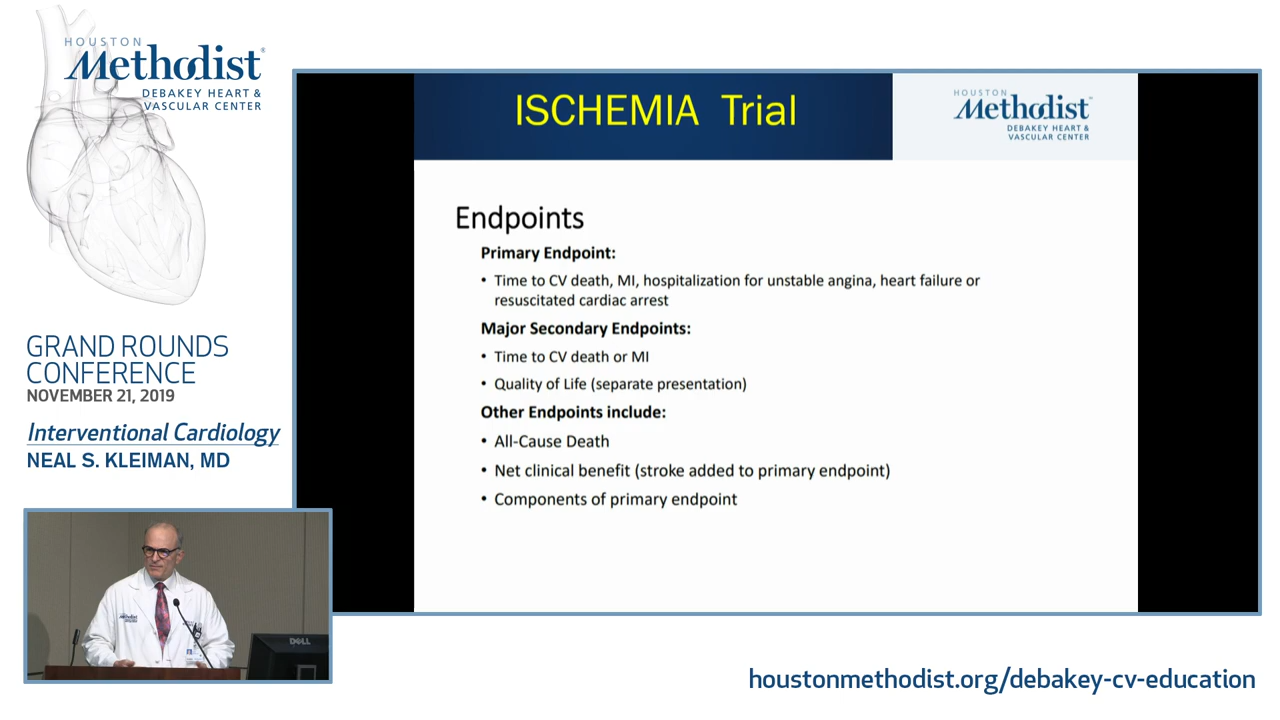 HOUSTON
Methodist
DEBAKEY HEART &
VASCULAR CENTER
GRAND ROUNDS
CONFERENCE
NOVEMBER 21, 2019
Interventional Cardiology
NEAL S. KLEIMAN, MD
ISCHEMIA Trial
HOUSTON
Methodist
DEBAKEY HEART &
VASCULAR CENTER
Endpoints
Primary Endpoint:
• Time to CV death, MI, hospitalization for unstable angina, heart failure or
resuscitated cardiac arrest
Major Secondary Endpoints:
• Time to CV death or MI
• Quality of Life (separate presentation)
Other Endpoints include:
• All-Cause Death
• Net clinical benefit (stroke added to primary endpoint)
• Components of primary endpoint
Methodist
DELL
houstonmethodist.org/debakey-cv-education